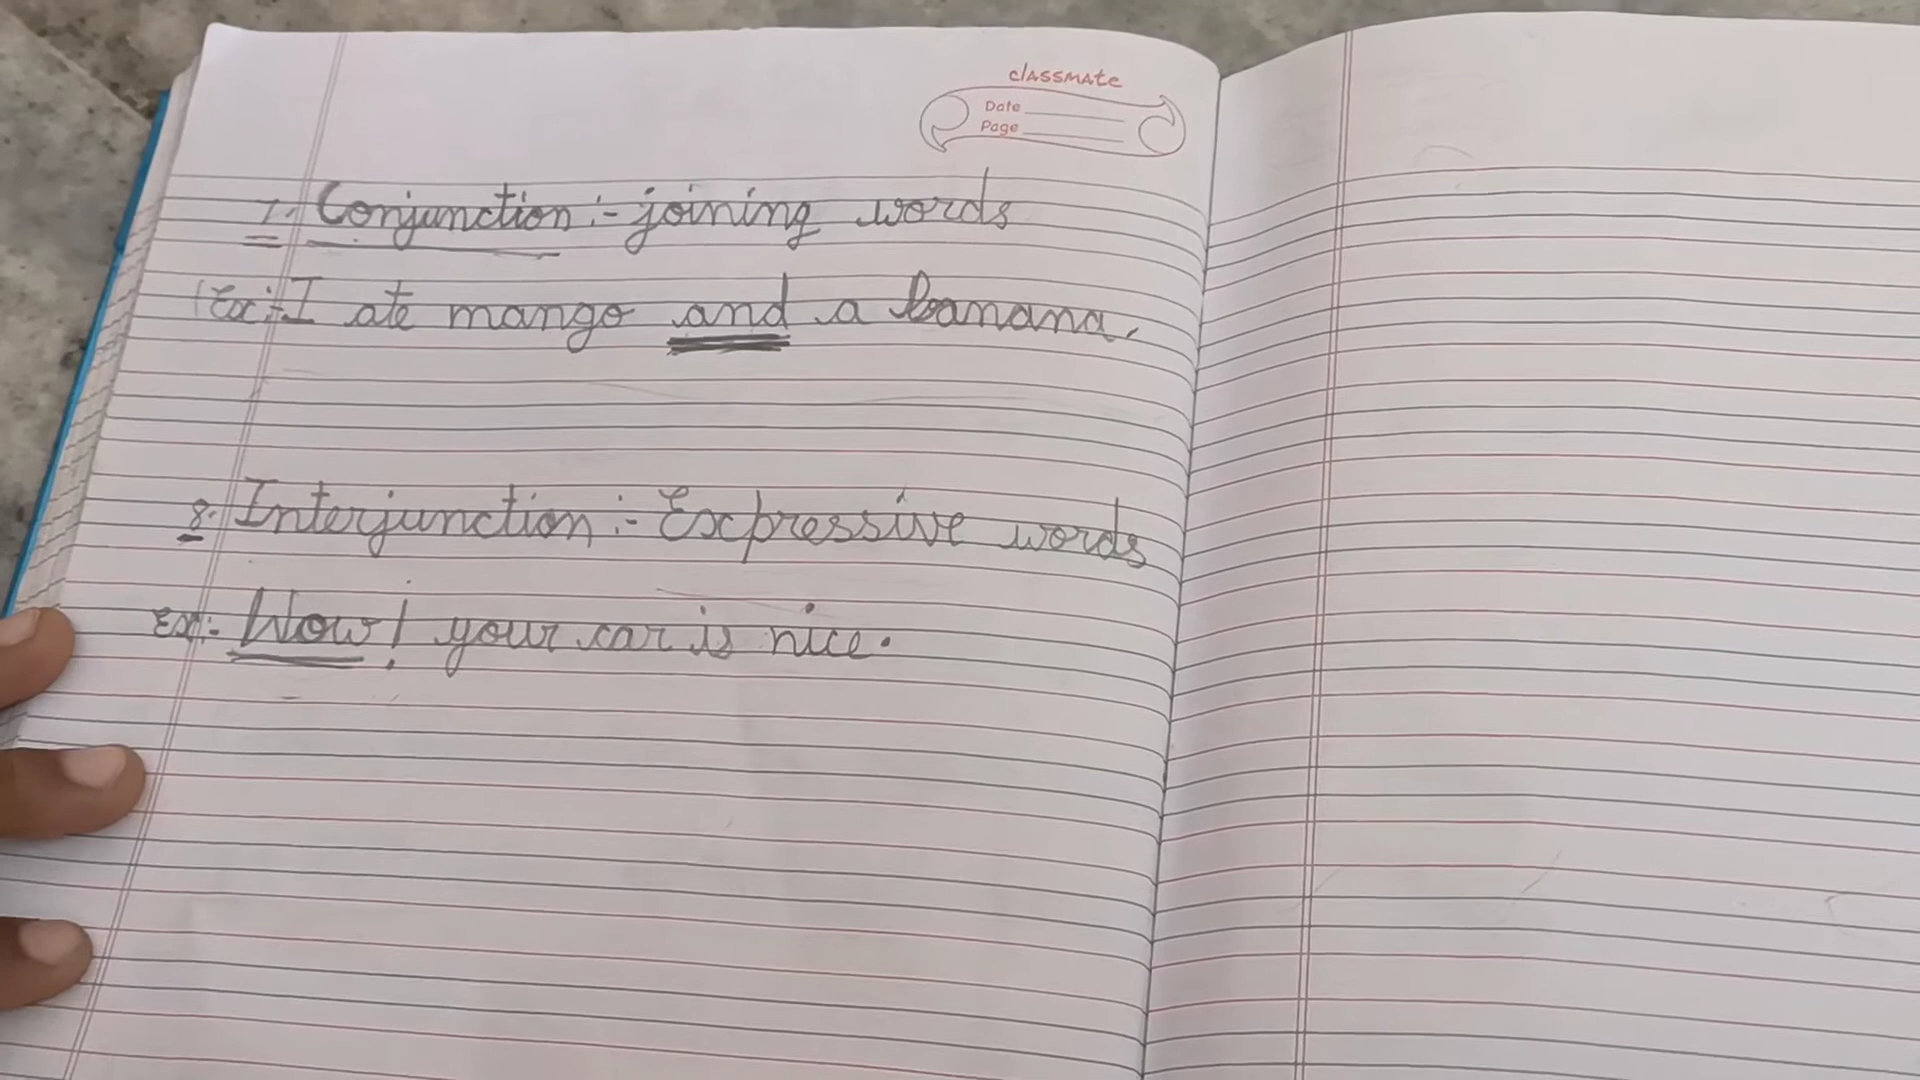 classmate
Date
Page
7. Conjunction :- joining words
Ex :- I ate mango and a banana.
8. Interjunction :- Expressive words
Ex :- Wow! your car is nice.